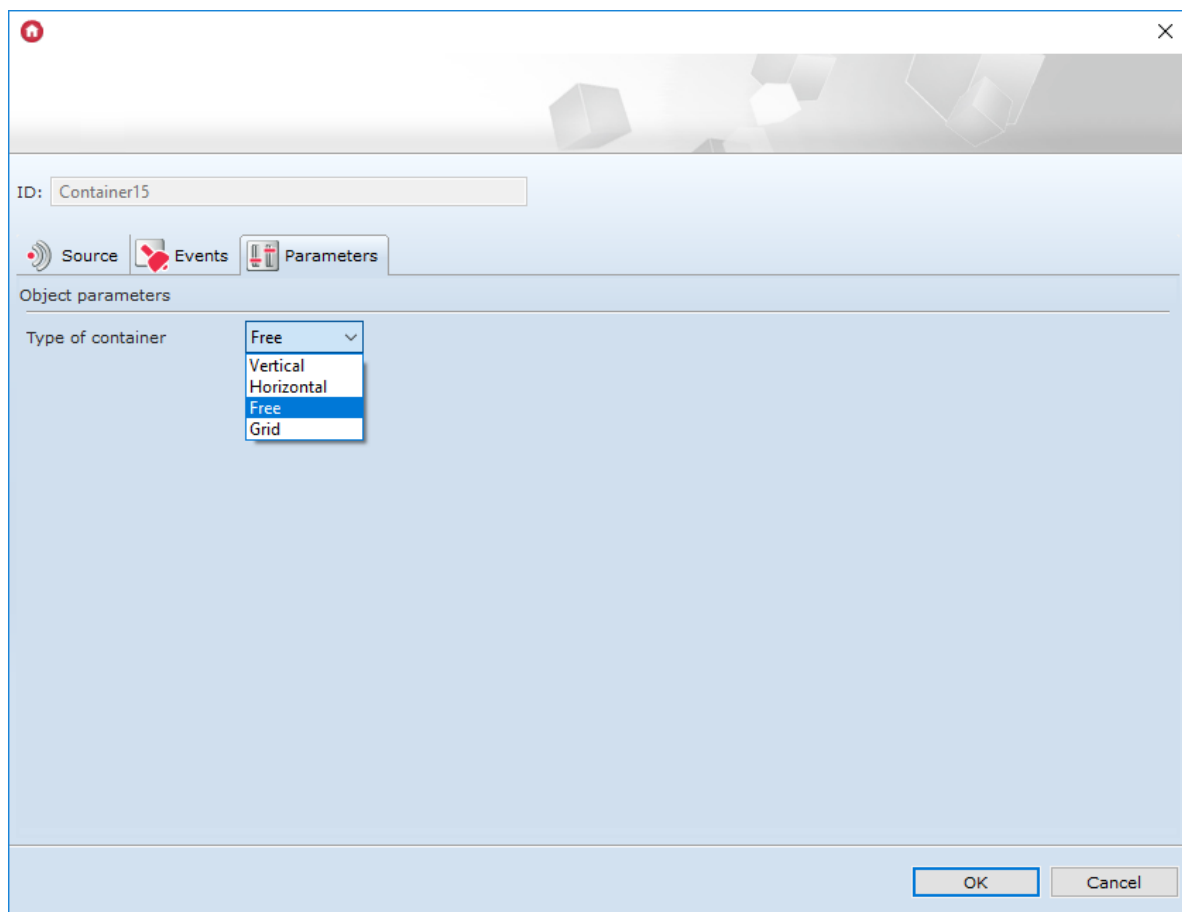 ID: Container15
Source Events Parameters
Object parameters
Type of container Free
Vertical
Horizontal
Free
Grid
OK Cancel